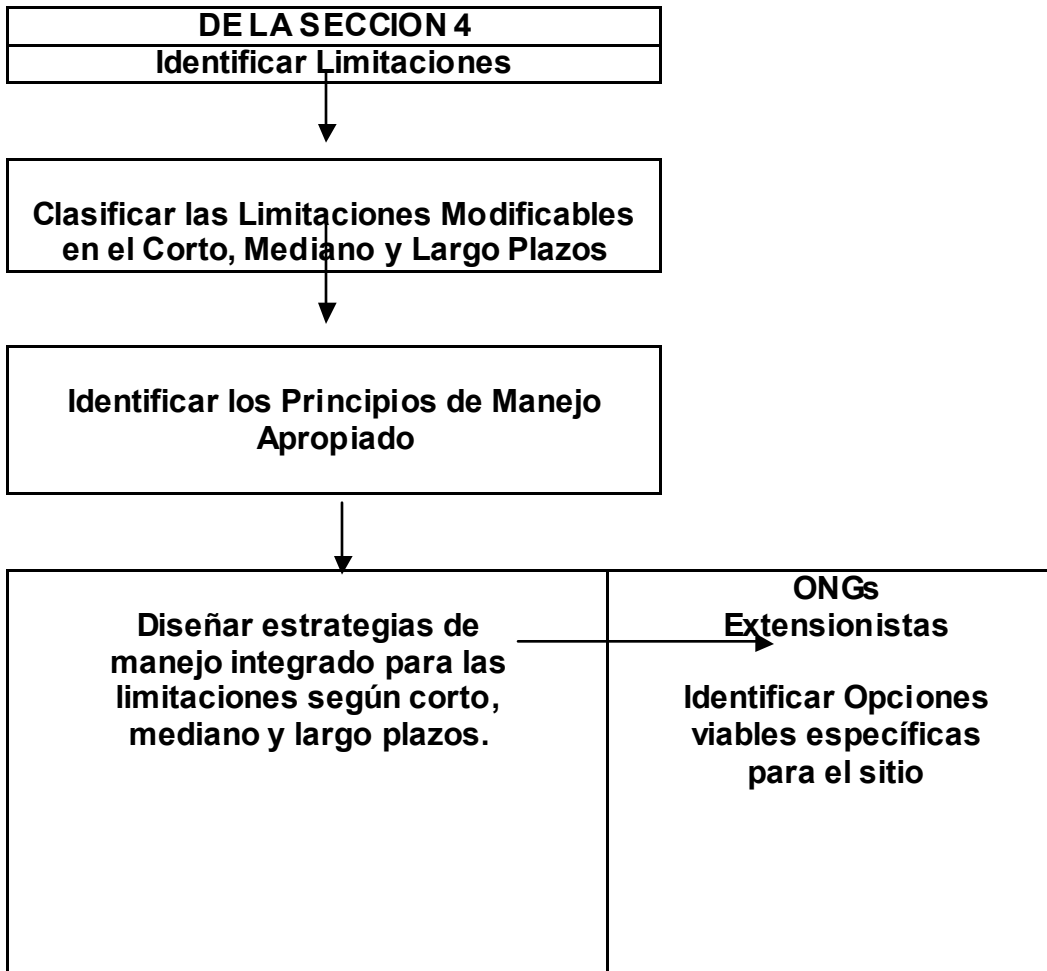 DE LA SECCION 4
Identificar Limitaciones
Clasificar las Limitaciones Modificables
en el Corto, Mediano y Largo Plazos
Identificar los Principios de Manejo
Apropiado
Diseñar estrategias de
manejo integrado para las
limitaciones según corto,
mediano y largo plazos.
ONGs
Extensionistas
Identificar Opciones
viables específicas
para el sitio